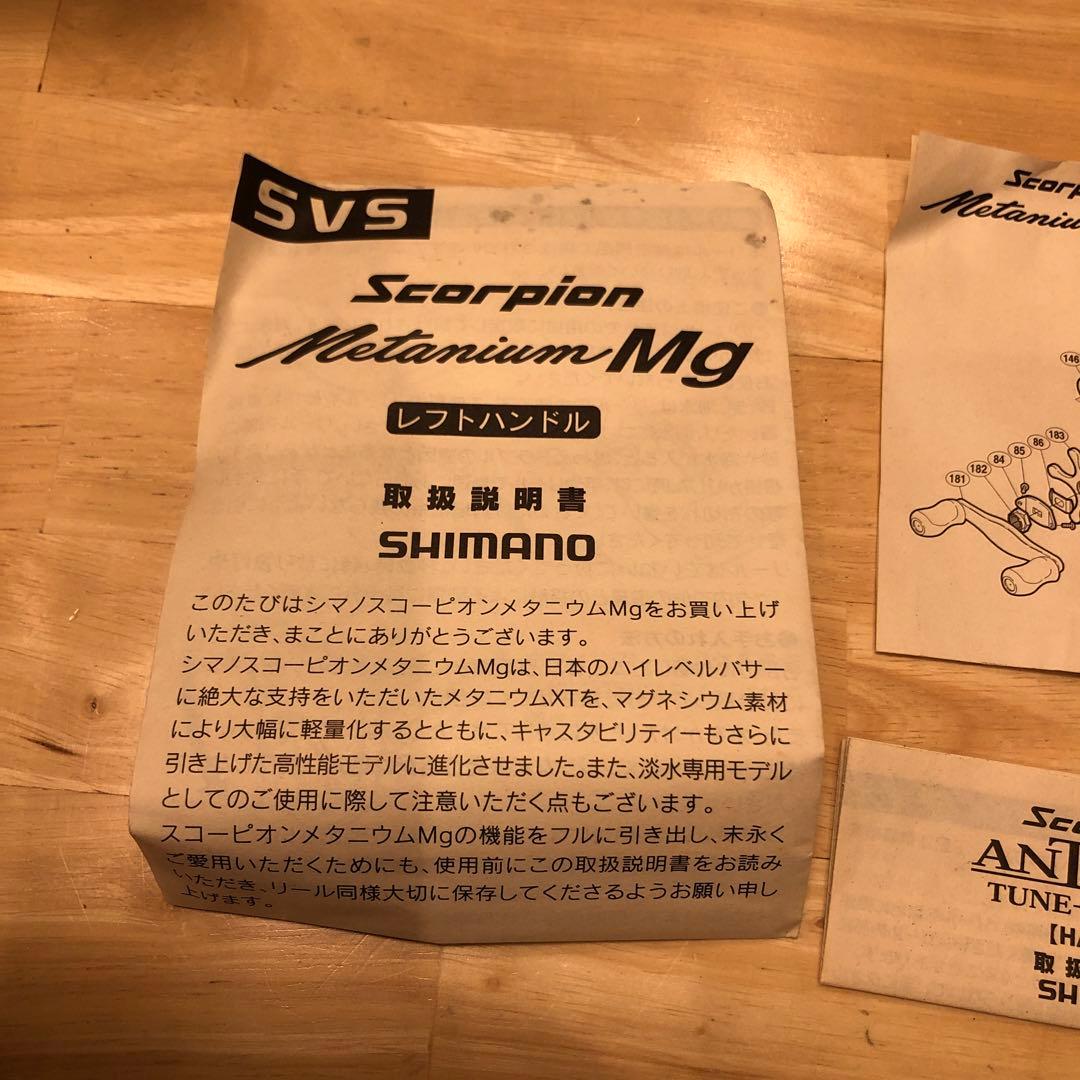 SVS
Scorpion
Metanium Mg
レフトハンドル
取扱説明書
SHIMANO
このたびはシマノスコーピオンメタニウムMgをお買い上げ
いただき、まことにありがとうございます。
シマノスコーピオンメタニウムMgは、日本のハイレベルバサー
に絶大な支持をいただいたメタニウムXTを、マグネシウム素材
により大幅に軽量化するとともに、キャスタビリティーもさらに
引き上げた高性能モデルに進化させました。また、淡水専用モデル
としてのご使用に際して注意いただく点もございます。
スコーピオンメタニウムMgの機能をフルに引き出し、末永く
ご愛用いただくためにも、使用前にこの取扱説明書をお読み
いただき、リール同様大切に保存してくださるようお願い申し
上げます。
Scorp
Metaniu
146
183
86
85
84
182
181
Sc
ANT
TUNE-
[HA
取扱
SH